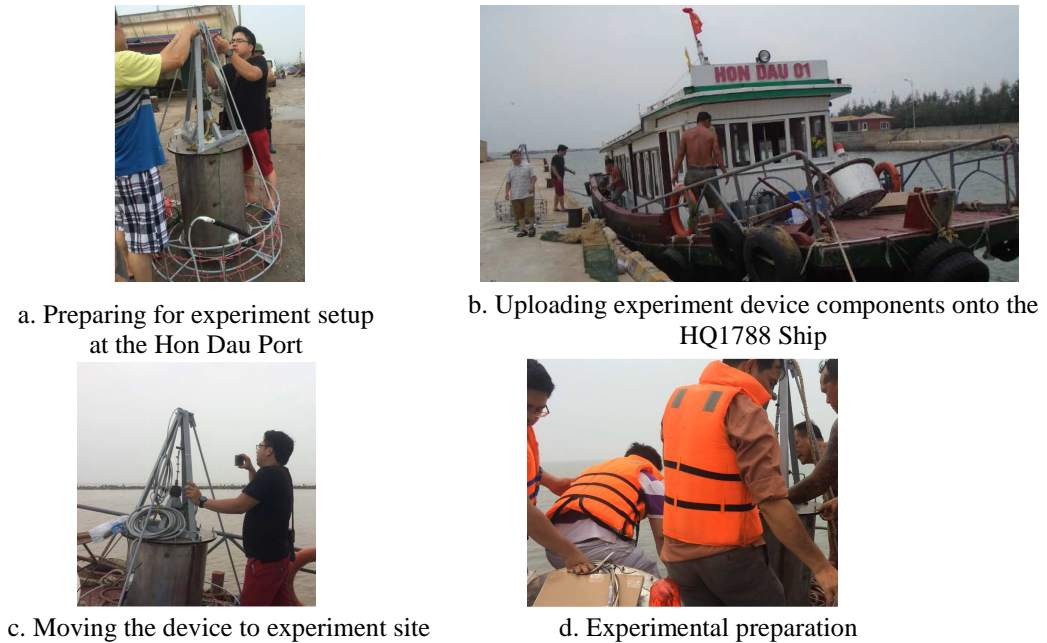 HON DAU 01
a. Preparing for experiment setup
at the Hon Dau Port
b. Uploading experiment device components onto the
HQ1788 Ship
c. Moving the device to experiment site
d. Experimental preparation